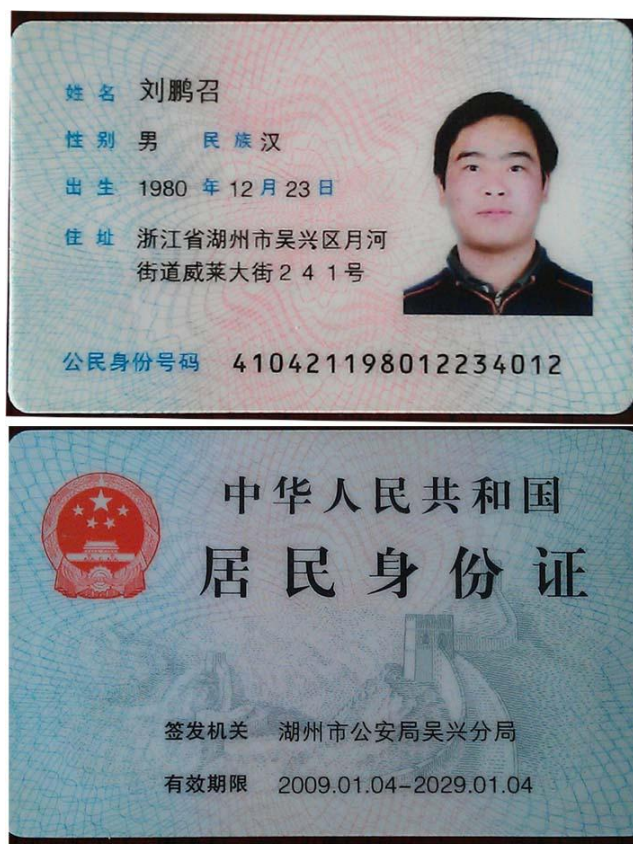 姓名 刘鹏召
性别 男 民族 汉
出生 1980 年 12 月 23 日
住址 浙江省湖州市吴兴区月河
街道威莱大街241号
公民身份号码 410421198012234012
中华人民共和国
居民身份证
签发机关 湖州市公安局吴兴分局
有效期限 2009.01.04-2029.01.04